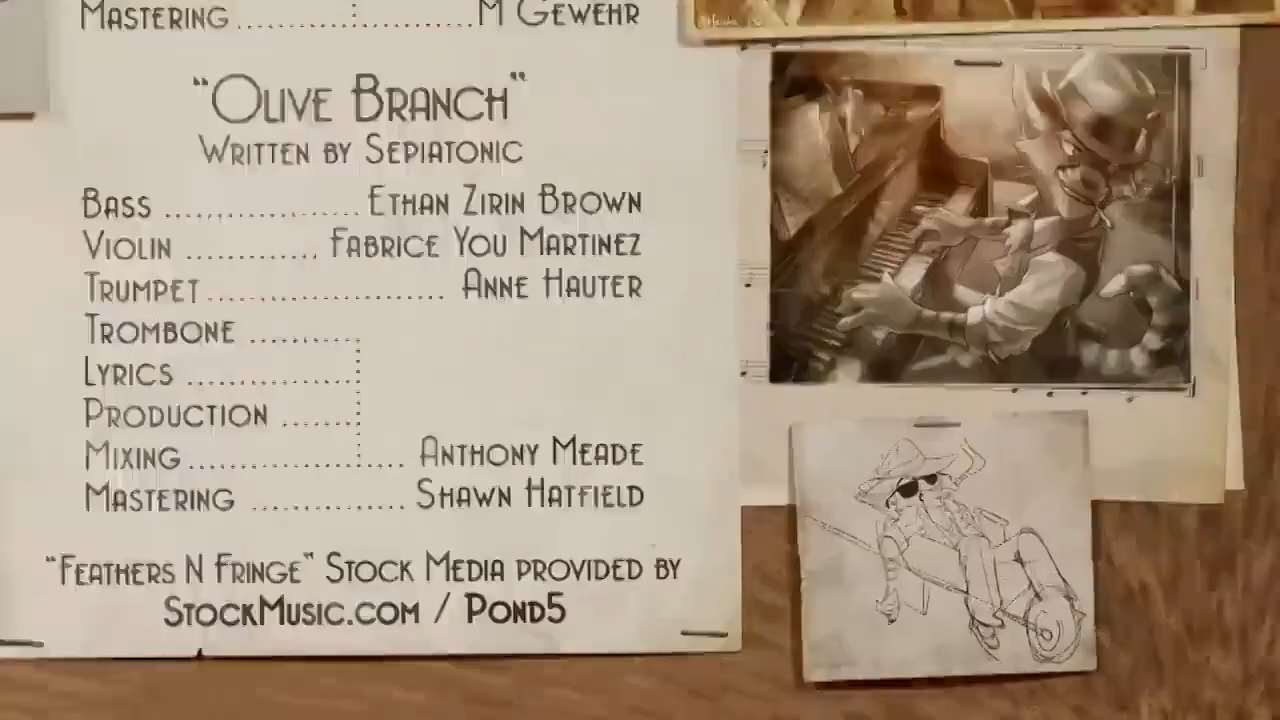 Mastering ........................... M Gewehr
"Olive Branch"
Written by Sepiatonic
Bass ...................... Ethan Zirin Brown
Violin ............. Fabrice You Martinez
Trumpet .......................... Anne Hauter
Trombone ............
Lyrics ...................
Production .......
Mixing ........................ Anthony Meade
Mastering ................ Shawn Hatfield
"Feathers N Fringe" Stock Media provided by
StockMusic.com / Pond5